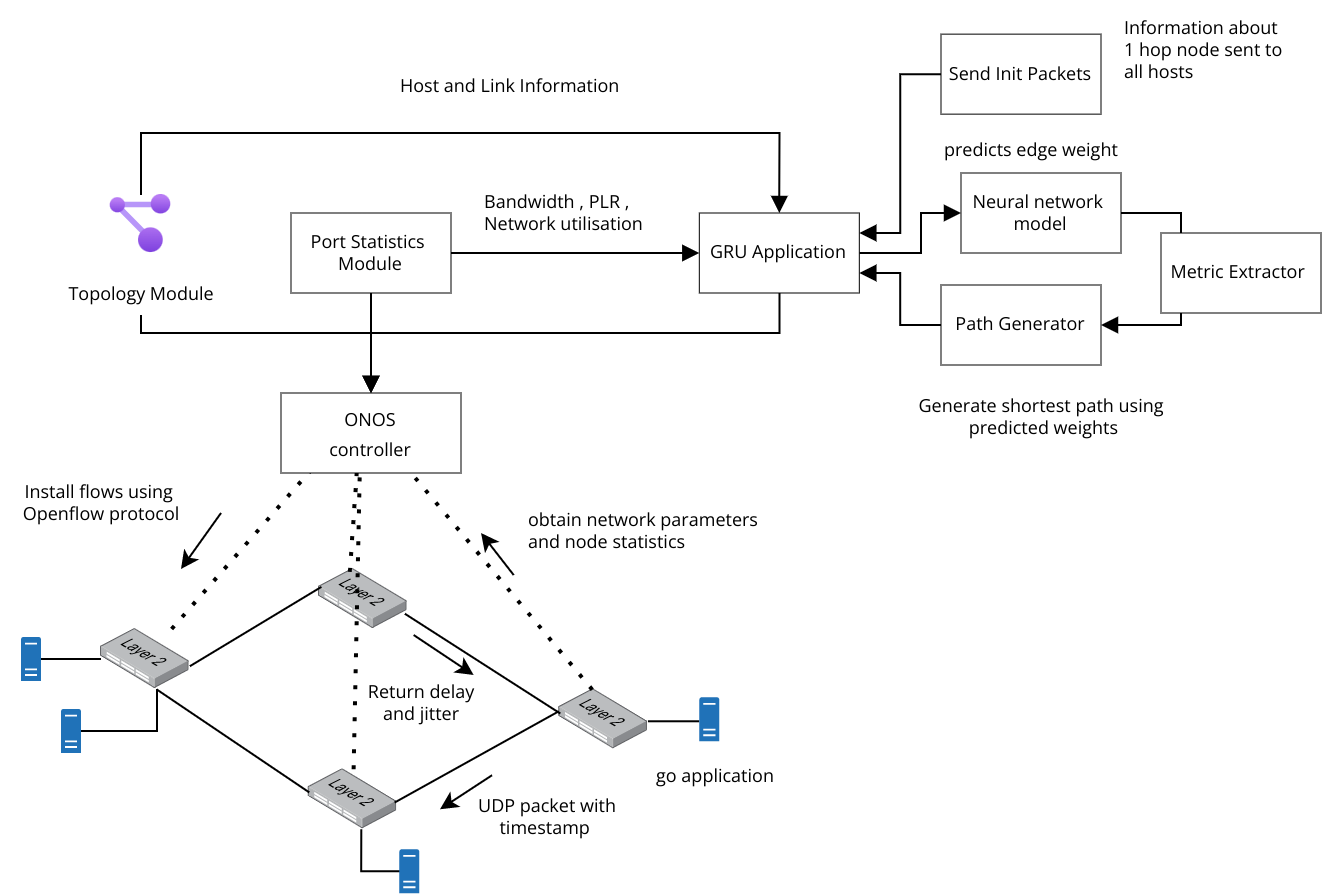 Information about
1 hop node sent to
all hosts
Send Init Packets
Host and Link Information
predicts edge weight
Bandwidth , PLR ,
Network utilisation
Neural network
model
Port Statistics
Module
GRU Application
Metric Extractor
Topology Module
Path Generator
Generate shortest path using
predicted weights
ONOS
controller
Install flows using
Openflow protocol
obtain network parameters
and node statistics
Layer 2
Layer 2
Return delay
and jitter
Layer 2
go application
Layer 2
UDP packet with
timestamp